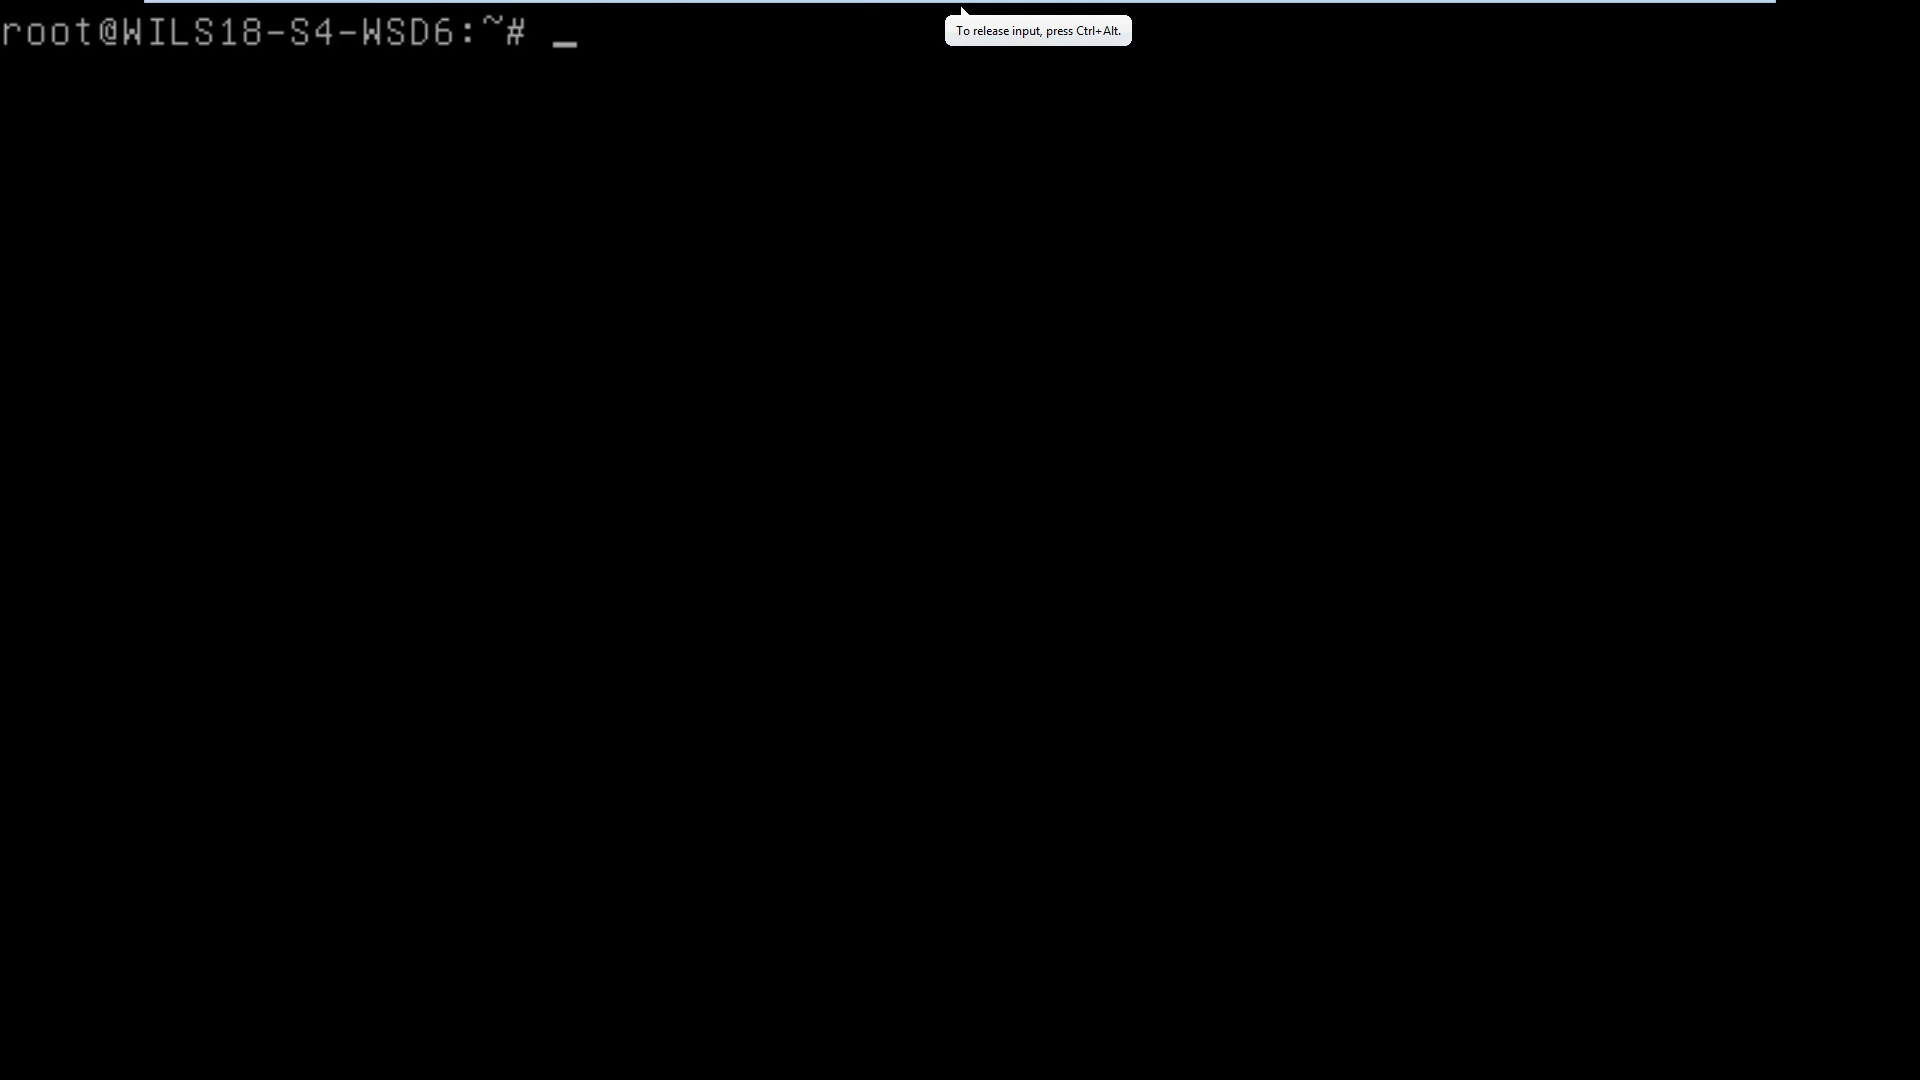 root@WILS18-S4-WSD6:~# _
To release input, press Ctrl+Alt.